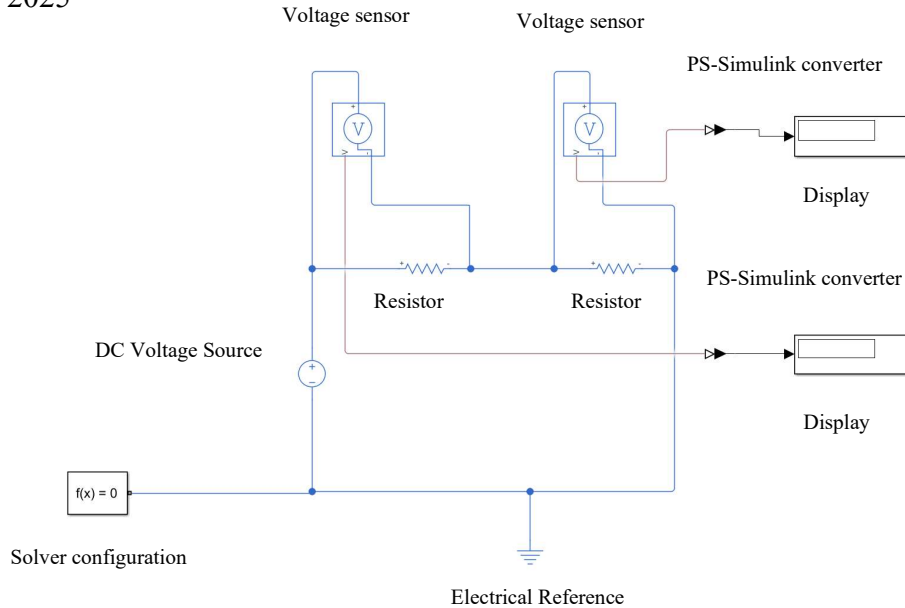 2025
Voltage sensor
Voltage sensor
PS-Simulink converter
+
V
V
-
+
V
V
-
Display
+
-
+
-
Resistor
Resistor
PS-Simulink converter
DC Voltage Source
+
−
Display
f(x) = 0
Solver configuration
Electrical Reference